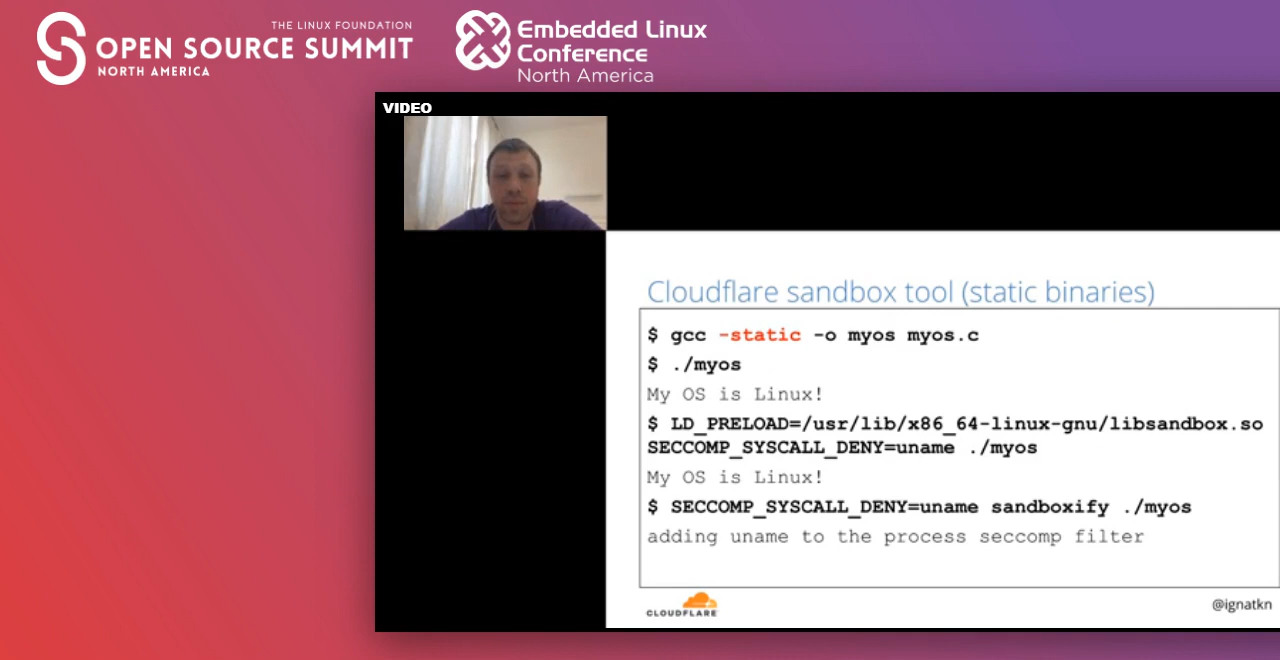 THE LINUX FOUNDATION
OPEN SOURCE SUMMIT
NORTH AMERICA
Embedded Linux
Conference
North America
VIDEO
Cloudflare sandbox tool (static binaries)
$ gcc -static -o myos myos.c
$ ./myos
My OS is Linux!
$ LD_PRELOAD=/usr/lib/x86_64-linux-gnu/libsandbox.so
SECCOMP_SYSCALL_DENY=uname ./myos
My OS is Linux!
$ SECCOMP_SYSCALL_DENY=uname sandboxify ./myos
adding uname to the process seccomp filter
CLOUDFLARE
@ignatkn